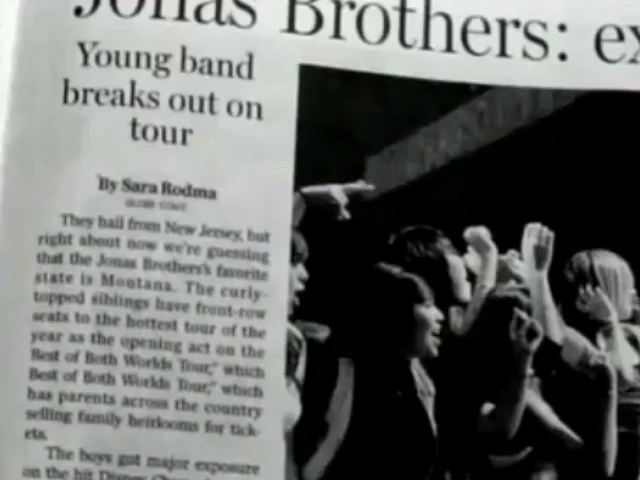 Jonas Brothers: ex
Young band
breaks out on
tour
By Sara Rodma
GLOBE STAFF
They hail from New Jersey, but
right about now we're guessing
that the Jonas Brothers's favorite
state is Montana. The curly-
topped siblings have front-row
seats to the hottest tour of the
year as the opening act on the
Best of Both Worlds Tour," which
Best of Both Worlds Tour," which
has parents across the country
selling family heirlooms for tick-
ets.
The boys got major exposure
on the hit Disney